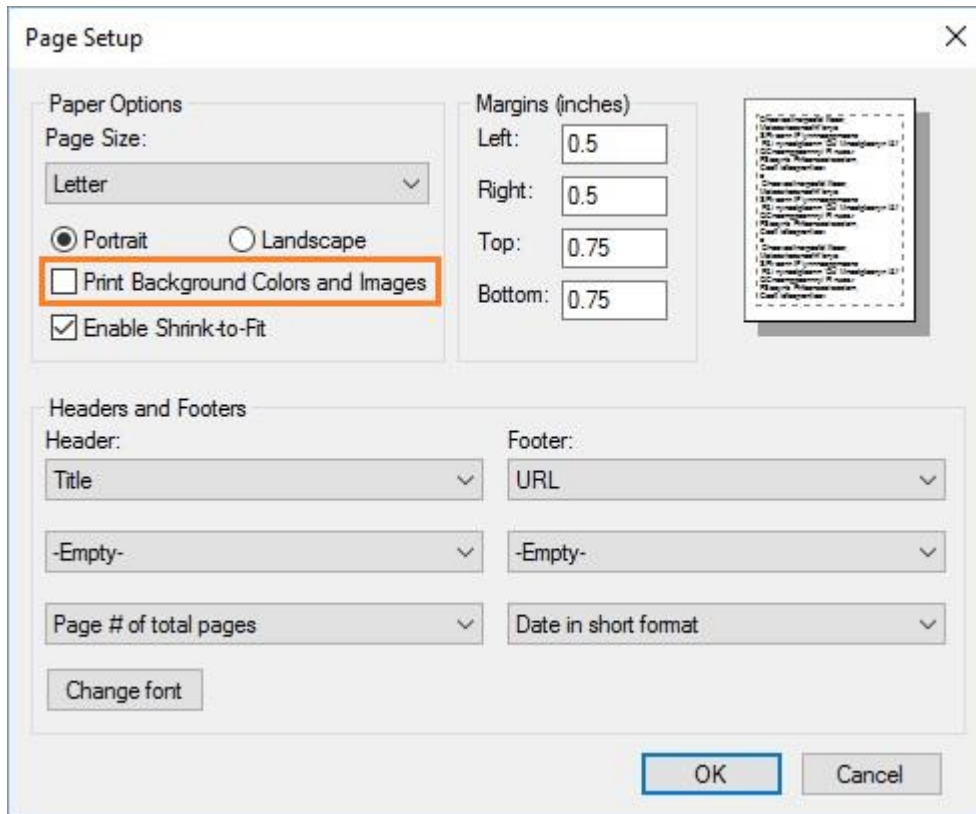 Page Setup
Paper Options
Page Size:
Letter
Portrait
Landscape
Print Background Colors and Images
Enable Shrink-to-Fit
Margins (inches)
Left: 0.5
Right: 0.5
Top: 0.75
Bottom: 0.75
Headers and Footers
Header:
Title
-Empty-
Page # of total pages
Change font
Footer:
URL
-Empty-
Date in short format
OK
Cancel